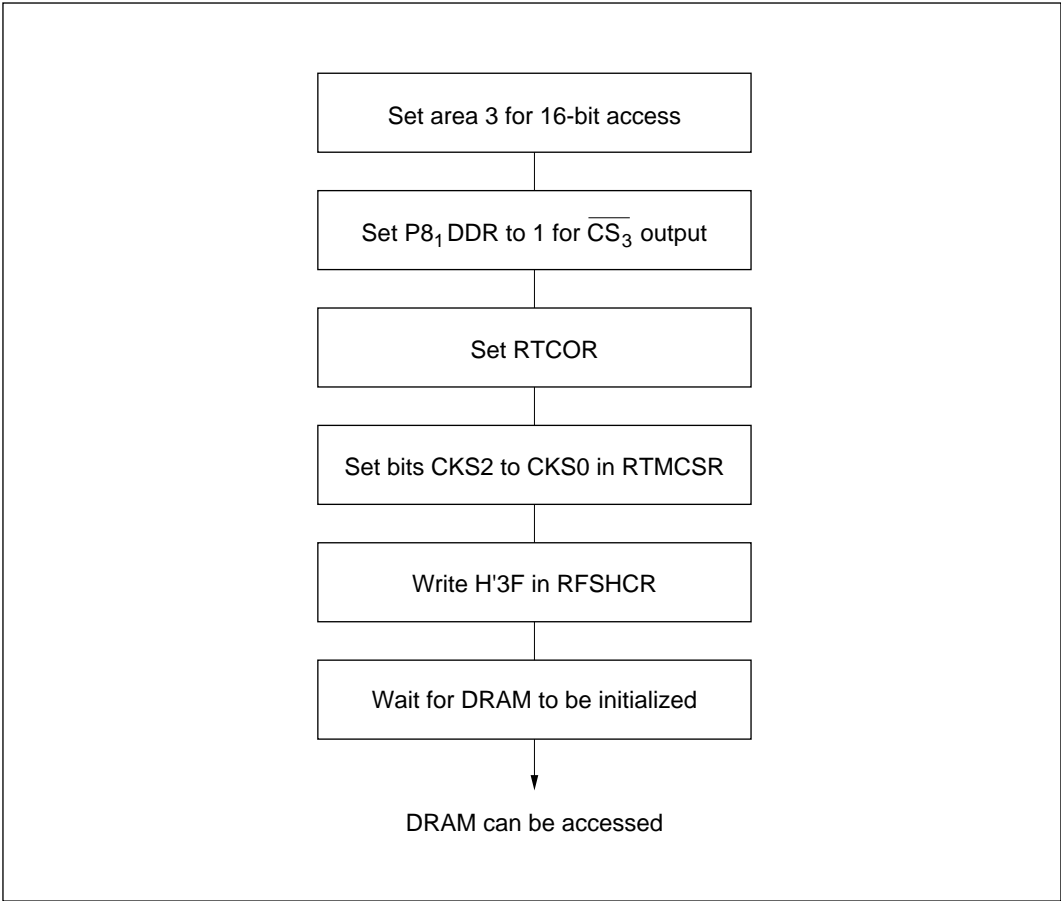 Set area 3 for 16-bit access
Set P8₁ DDR to 1 for C̅S̅₃ output
Set RTCOR
Set bits CKS2 to CKS0 in RTMCSR
Write H'3F in RFSHCR
Wait for DRAM to be initialized
DRAM can be accessed